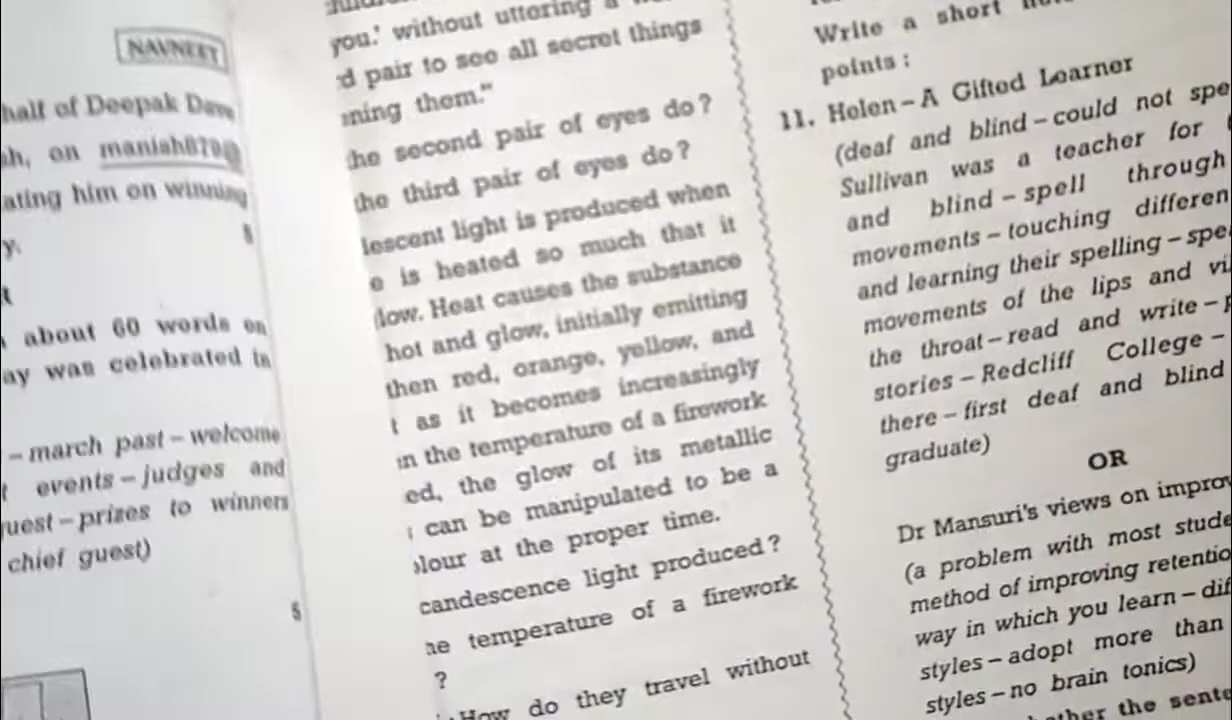 NAVNEET
half of Deepak Dave
on manish879@
ating him on winning
y.
about 60 words on
ay was celebrated in
– march past – welcome
events – judges and
uest – prizes to winners
chief guest)
5
you.' without uttering a
d pair to see all secret things
ning them."
he second pair of eyes do?
the third pair of eyes do?
lescent light is produced when
e is heated so much that it
low. Heat causes the substance
hot and glow, initially emitting
then red, orange, yellow, and
t as it becomes increasingly
n the temperature of a firework
ed, the glow of its metallic
can be manipulated to be a
lour at the proper time.
candescence light produced?
he temperature of a firework
?
How do they travel without
Write a short
points :
11. Helen – A Gifted Learner
(deaf and blind – could not spe
Sullivan was a teacher for
and blind – spell through
movements – touching differen
and learning their spelling – spe
movements of the lips and vi
the throat – read and write –
stories – Redcliff College –
there – first deaf and blind
graduate)
OR
Dr Mansuri's views on improv
(a problem with most stude
method of improving retentio
way in which you learn – dif
styles – adopt more than
styles – no brain tonics)
the sente